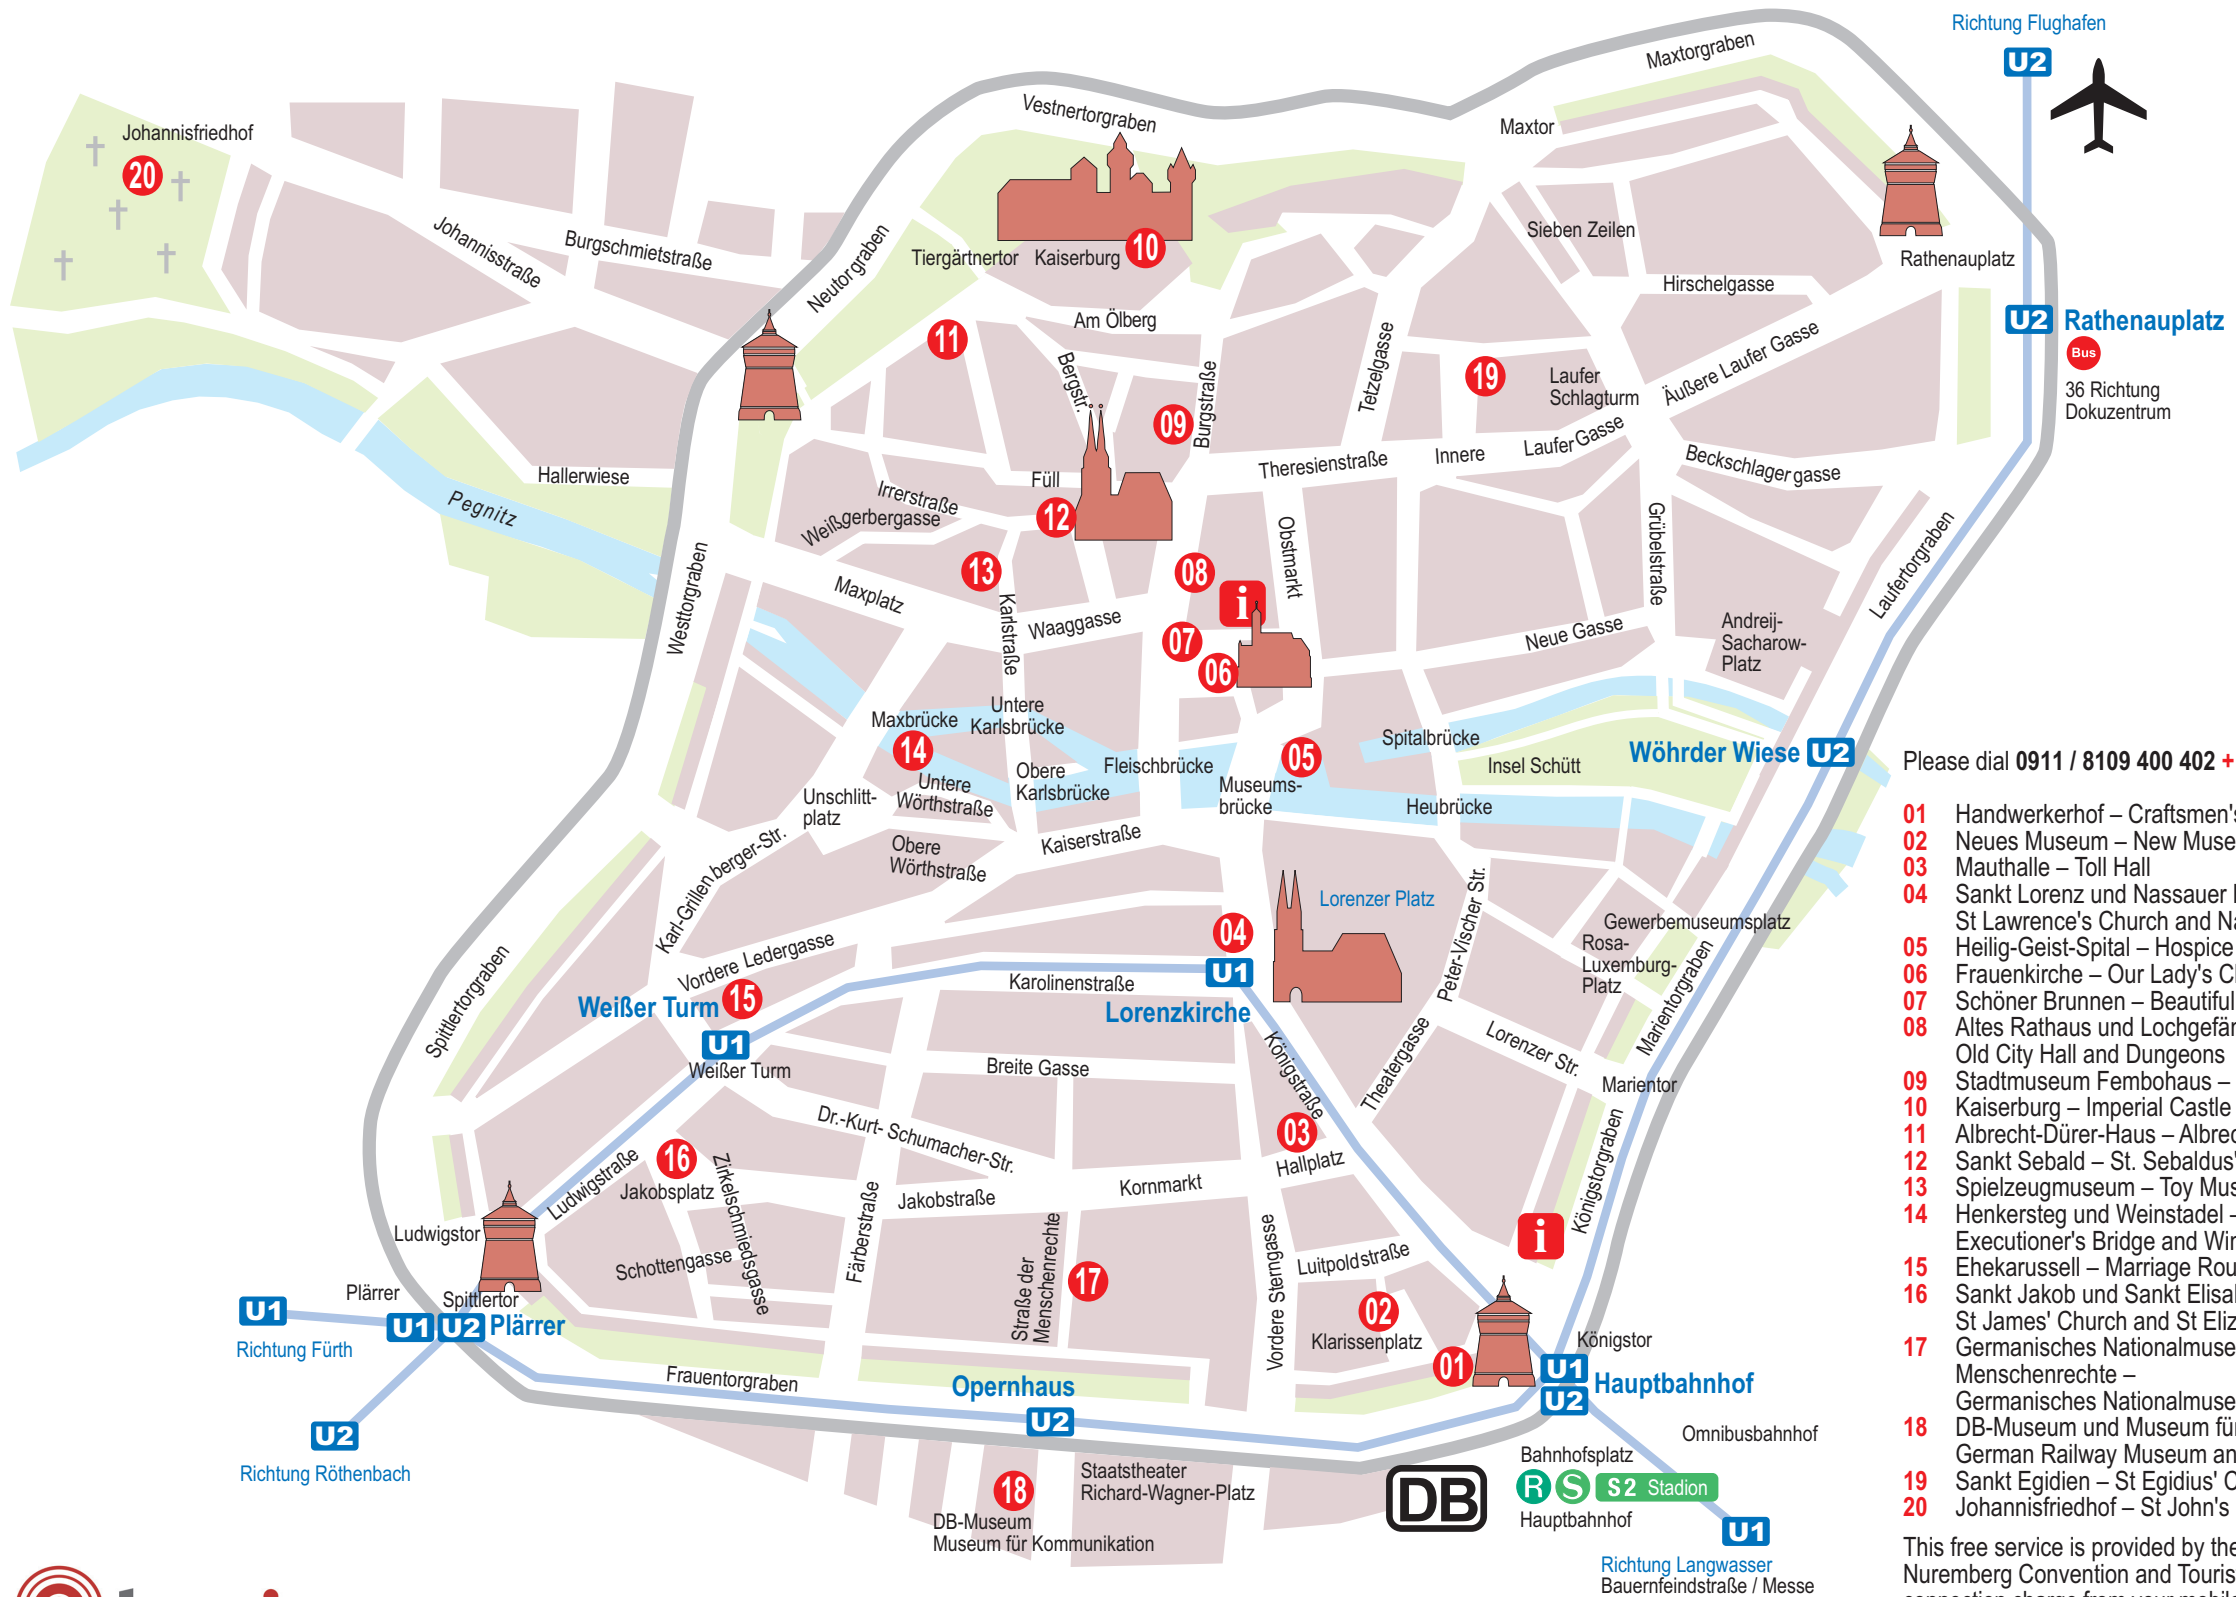 Richtung Flughafen
U2
Maxtorgraben
Vestnertorgraben
Maxtor
Johannisfriedhof
20
Johannisstraße
Burgschmietstraße
Neutorgraben
Tiergärtnertor
Kaiserburg
10
Sieben Zeilen
Rathenauplatz
Hirschelgasse
U2 Rathenauplatz
Bus
36 Richtung
Dokuzentrum
Am Ölberg
11
Bergstr.
Burgstraße
Tetzelgasse
19
Laufer
Schlagturm
Äußere Laufer Gasse
09
Theresienstraße
Innere
Laufer Gasse
Beckschlagergasse
Hallerwiese
Pegnitz
Füll
Irrerstraße
Weißgerbergasse
12
Obstmarkt
Grübelstraße
Laufertorgraben
Westtorgraben
13
08
i
Maxplatz
Karlstraße
Waaggasse
07
06
Neue Gasse
Andreij-
Sacharow-
Platz
Maxbrücke
Untere
Karlsbrücke
14
Spitalbrücke
05
Fleischbrücke
Insel Schütt
Wöhrder Wiese U2
Obere
Karlsbrücke
Untere
Wörthstraße
Museums-
brücke
Heubrücke
Unschlitt-
platz
Kaiserstraße
Obere
Wörthstraße
Karl-Grillenberger-Str.
Lorenzer Platz
Peter-Vischer Str.
Gewerbemuseumsplatz
Rosa-
Luxemburg-
Platz
04
U1
Lorenzkirche
Vordere Ledergasse
Karolinenstraße
Spittlertorgraben
Weißer Turm 15
U1
Weißer Turm
Marientorgraben
Lorenzer Str.
Marientor
Königstraße
Theatergasse
Breite Gasse
Dr.-Kurt- Schumacher-Str.
03
Hallplatz
16
Jakobsplatz
Ludwigstraße
Zirkelschmiedsgasse
Jakobstraße
Kornmarkt
Färberstraße
Königstorgraben
i
Ludwigstor
Schottengasse
Straße der
Menschenrechte
17
Vordere Sterngasse
Luitpoldstraße
02
Klarissenplatz
01
Königstor
U1
U2
Hauptbahnhof
Plärrer
Spittlertor
U1
U1 U2 Plärrer
Richtung Fürth
Frauentorgraben
Opernhaus
U2
U2
Richtung Röthenbach
Omnibusbahnhof
Bahnhofsplatz
DB
R S S2 Stadion
Hauptbahnhof
Staatstheater
Richard-Wagner-Platz
18
DB-Museum
Museum für Kommunikation
U1
Richtung Langwasser
Bauernfeindstraße / Messe
Please dial 0911 / 8109 400 402 +
01 Handwerkerhof – Craftsmen's
02 Neues Museum – New Muse
03 Mauthalle – Toll Hall
04 Sankt Lorenz und Nassauer
St Lawrence's Church and Na
05 Heilig-Geist-Spital – Hospice
06 Frauenkirche – Our Lady's C
07 Schöner Brunnen – Beautiful
08 Altes Rathaus und Lochgefän
Old City Hall and Dungeons
09 Stadtmuseum Fembohaus –
10 Kaiserburg – Imperial Castle
11 Albrecht-Dürer-Haus – Albrec
12 Sankt Sebald – St. Sebaldus'
13 Spielzeugmuseum – Toy Mus
14 Henkersteg und Weinstadel –
Executioner's Bridge and Win
15 Ehekarussell – Marriage Rou
16 Sankt Jakob und Sankt Elisab
St James' Church and St Eliz
17 Germanisches Nationalmuse
Menschenrechte –
Germanisches Nationalmuse
18 DB-Museum und Museum für
German Railway Museum an
19 Sankt Egidien – St Egidius' C
20 Johannisfriedhof – St John's
This free service is provided by the
Nuremberg Convention and Touris